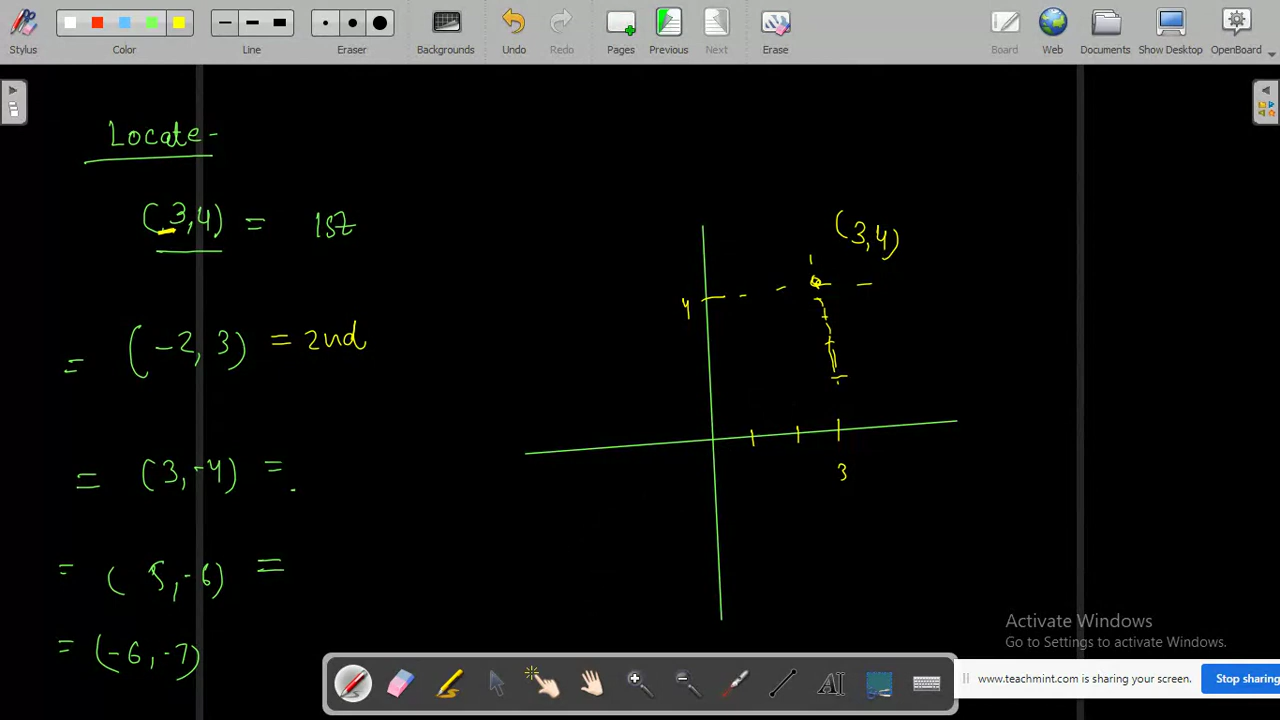 Stylus Color Line Eraser Backgrounds Undo Redo Pages Previous Next Erase Board Web Documents Show Desktop OpenBoard
Locate-
(3,4) = 1st
= (-2, 3) = 2nd
= (3,-4) =
= (5,-6) =
= (-6,-7)
(3,4)
4
3
Activate Windows
Go to Settings to activate Windows.
www.teachmint.com is sharing your screen.
Stop sharing
AI